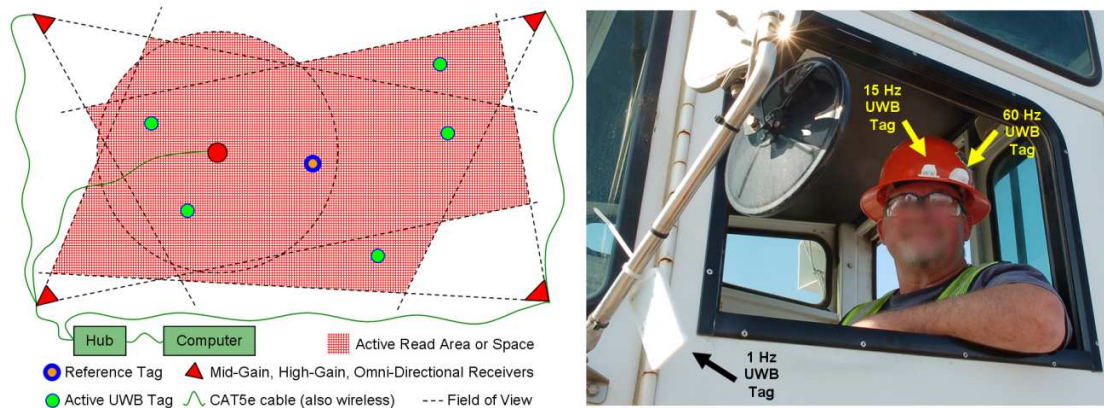 Hub
Computer
Active Read Area or Space
Reference Tag
Mid-Gain, High-Gain, Omni-Directional Receivers
Active UWB Tag
CAT5e cable (also wireless)
Field of View
15 Hz
UWB
Tag
60 Hz
UWB
Tag
1 Hz
UWB
Tag